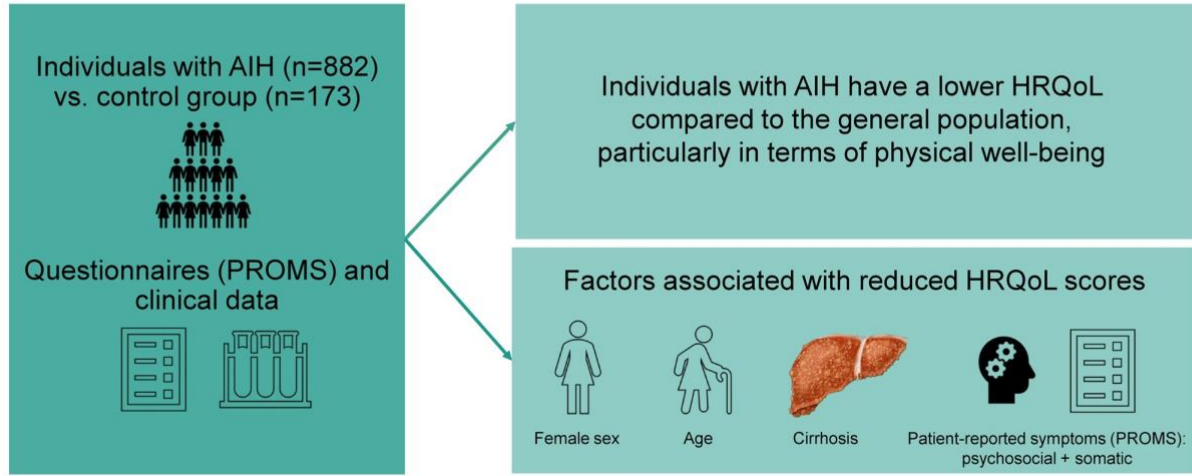 Individuals with AIH (n=882)
vs. control group (n=173)
Questionnaires (PROMS) and
clinical data
Individuals with AIH have a lower HRQoL
compared to the general population,
particularly in terms of physical well-being
Factors associated with reduced HRQoL scores
Female sex
Age
Cirrhosis
Patient-reported symptoms (PROMS):
psychosocial + somatic